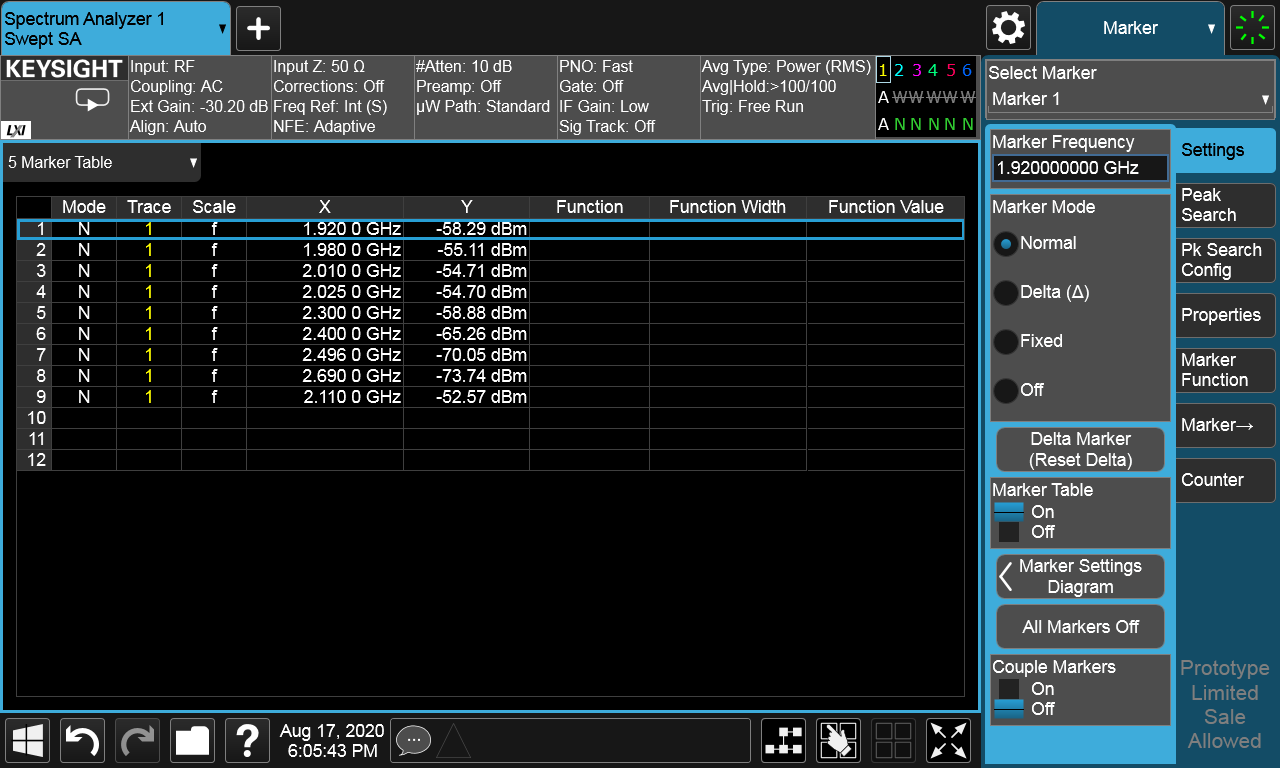 Spectrum Analyzer 1
Swept SA
Marker
KEYSIGHT
LXI
Input: RF
Coupling: AC
Ext Gain: -30.20 dB
Align: Auto
Input Z: 50 Ω
Corrections: Off
Freq Ref: Int (S)
NFE: Adaptive
#Atten: 10 dB
Preamp: Off
µW Path: Standard
PNO: Fast
Gate: Off
IF Gain: Low
Sig Track: Off
Avg Type: Power (RMS)
Avg|Hold:>100/100
Trig: Free Run
1 2 3 4 5 6
A W W W W W
A N N N N N
Select Marker
Marker 1
5 Marker Table
Mode Trace Scale X Y Function Function Width Function Value
1 N 1 f 1.920 0 GHz -58.29 dBm
2 N 1 f 1.980 0 GHz -55.11 dBm
3 N 1 f 2.010 0 GHz -54.71 dBm
4 N 1 f 2.025 0 GHz -54.70 dBm
5 N 1 f 2.300 0 GHz -58.88 dBm
6 N 1 f 2.400 0 GHz -65.26 dBm
7 N 1 f 2.496 0 GHz -70.05 dBm
8 N 1 f 2.690 0 GHz -73.74 dBm
9 N 1 f 2.110 0 GHz -52.57 dBm
10
11
12
Marker Frequency
1.920000000 GHz
Marker Mode
Normal
Delta (Δ)
Fixed
Off
Delta Marker
(Reset Delta)
Marker Table
On
Off
Marker Settings
Diagram
All Markers Off
Couple Markers
On
Off
Settings
Peak
Search
Pk Search
Config
Properties
Marker
Function
Marker→
Counter
Prototype
Limited
Sale
Allowed
?
Aug 17, 2020
6:05:43 PM